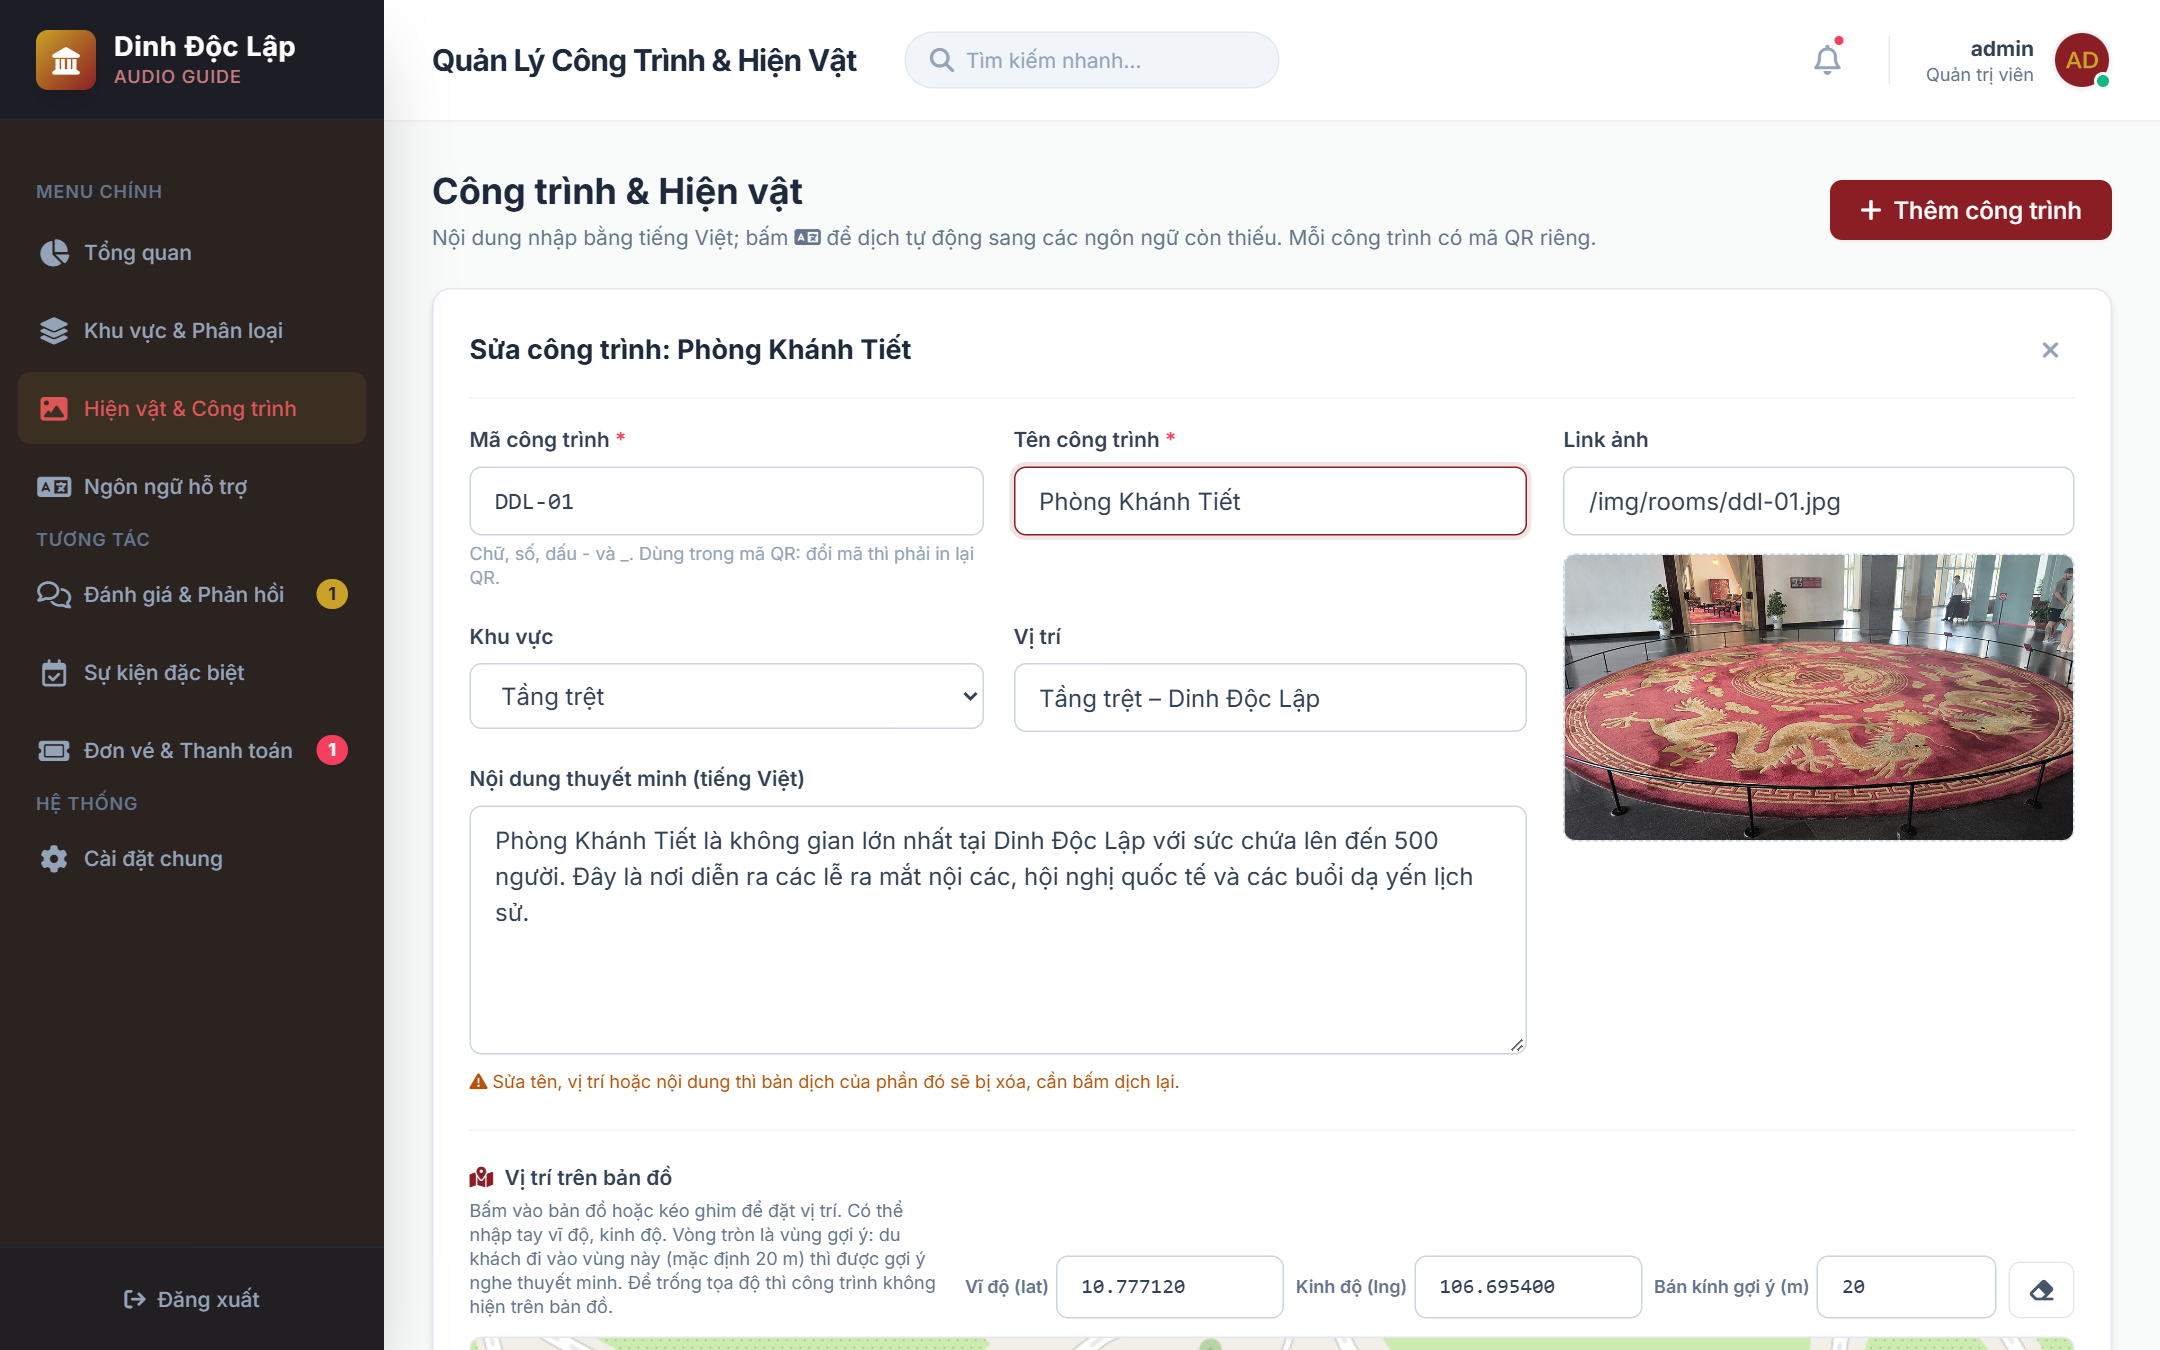 Dinh Độc Lập
AUDIO GUIDE
MENU CHÍNH
Tổng quan
Khu vực & Phân loại
Hiện vật & Công trình
Ngôn ngữ hỗ trợ
TƯƠNG TÁC
Đánh giá & Phản hồi 1
Sự kiện đặc biệt
Đơn vé & Thanh toán 1
HỆ THỐNG
Cài đặt chung
Đăng xuất
Quản Lý Công Trình & Hiện Vật
Tìm kiếm nhanh...
admin
Quản trị viên
AD
Công trình & Hiện vật
Nội dung nhập bằng tiếng Việt; bấm để dịch tự động sang các ngôn ngữ còn thiếu. Mỗi công trình có mã QR riêng.
+ Thêm công trình
Sửa công trình: Phòng Khánh Tiết
Mã công trình *
DDL-01
Chữ, số, dấu - và _. Dùng trong mã QR: đổi mã thì phải in lại
QR.
Tên công trình *
Phòng Khánh Tiết
Link ảnh
/img/rooms/ddl-01.jpg
Khu vực
Tầng trệt
Vị trí
Tầng trệt – Dinh Độc Lập
Nội dung thuyết minh (tiếng Việt)
Phòng Khánh Tiết là không gian lớn nhất tại Dinh Độc Lập với sức chứa lên đến 500
người. Đây là nơi diễn ra các lễ ra mắt nội các, hội nghị quốc tế và các buổi dạ yến lịch
sử.
Sửa tên, vị trí hoặc nội dung thì bản dịch của phần đó sẽ bị xóa, cần bấm dịch lại.
Vị trí trên bản đồ
Bấm vào bản đồ hoặc kéo ghim để đặt vị trí. Có thể
nhập tay vĩ độ, kinh độ. Vòng tròn là vùng gợi ý: du
khách đi vào vùng này (mặc định 20 m) thì được gợi ý
nghe thuyết minh. Để trống tọa độ thì công trình không
hiện trên bản đồ.
Vĩ độ (lat) 10.777120 Kinh độ (lng) 106.695400 Bán kính gợi ý (m) 20